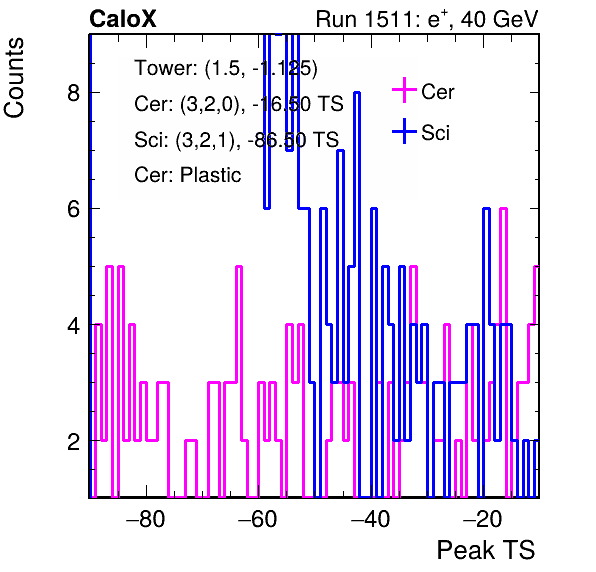 CaloX Run 1511: e⁺, 40 GeV
Counts
Tower: (1.5, -1.125)
Cer: (3,2,0), -16.50 TS
Sci: (3,2,1), -86.50 TS
Cer: Plastic
Cer
Sci
8
6
4
2
−80 −60 −40 −20
Peak TS